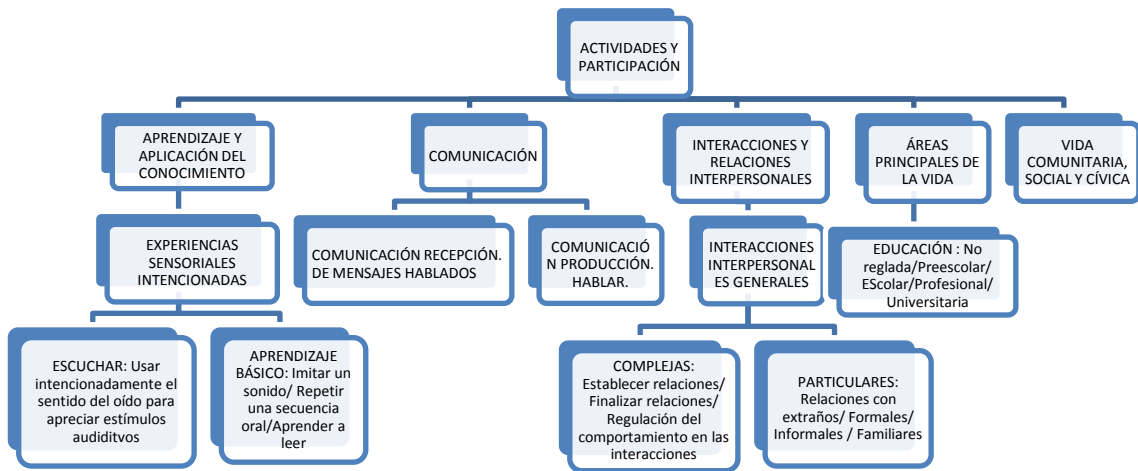 ACTIVIDADES Y
PARTICIPACIÓN
APRENDIZAJE Y
APLICACIÓN DEL
CONOCIMIENTO
COMUNICACIÓN
INTERACCIONES Y
RELACIONES
INTERPERSONALES
ÁREAS
PRINCIPALES DE
LA VIDA
VIDA
COMUNITARIA,
SOCIAL Y CÍVICA
EXPERIENCIAS
SENSORIALES
INTENCIONADAS
COMUNICACIÓN RECEPCIÓN.
DE MENSAJES HABLADOS
COMUNICACIÓ
N PRODUCCIÓN.
HABLAR.
INTERACCIONES
INTERPERSONAL
ES GENERALES
EDUCACIÓN : No
reglada/Preescolar/
EScolar/Profesional/
Universitaria
ESCUCHAR: Usar
intencionadamente el
sentido del oído para
apreciar estímulos
audiditvos
APRENDIZAJE
BÁSICO: Imitar un
sonido/ Repetir
una secuencia
oral/Aprender a
leer
COMPLEJAS:
Establecer relaciones/
Finalizar relaciones/
Regulación del
comportamiento en las
interacciones
PARTICULARES:
Relaciones con
extraños/ Formales/
Informales / Familiares